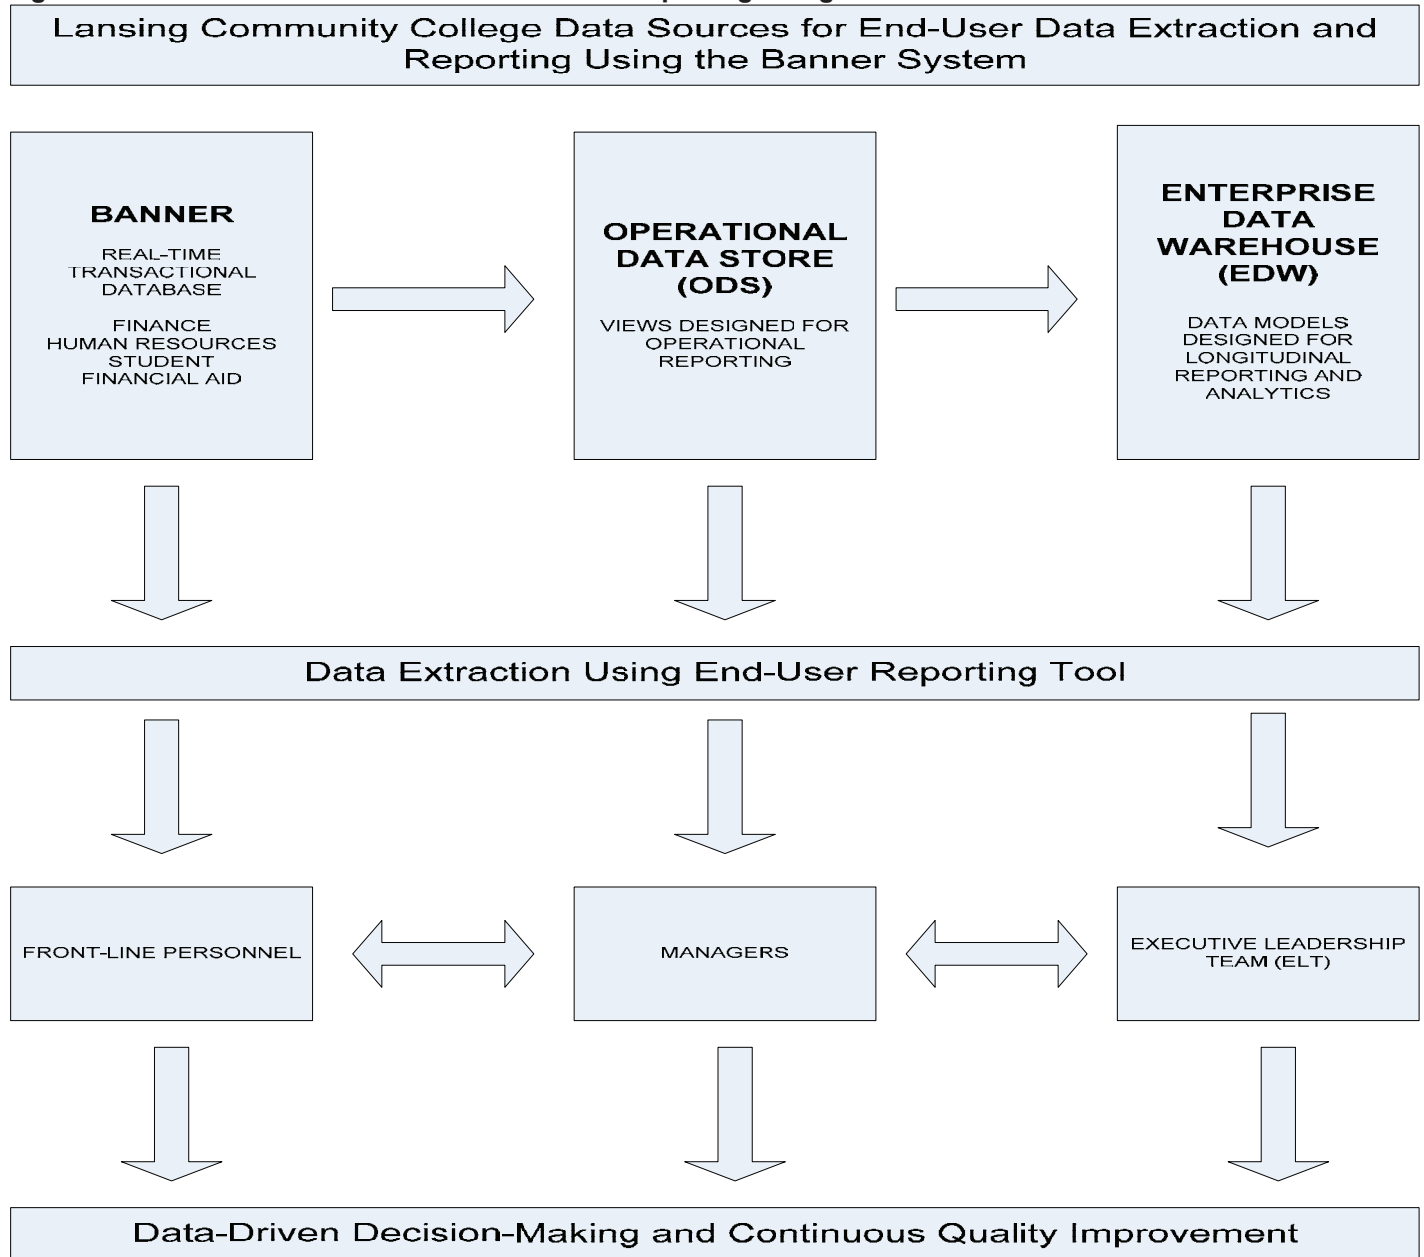 Lansing Community College Data Sources for End-User Data Extraction and
Reporting Using the Banner System
BANNER
REAL-TIME
TRANSACTIONAL
DATABASE
FINANCE
HUMAN RESOURCES
STUDENT
FINANCIAL AID
OPERATIONAL
DATA STORE
(ODS)
VIEWS DESIGNED FOR
OPERATIONAL
REPORTING
ENTERPRISE
DATA
WAREHOUSE
(EDW)
DATA MODELS
DESIGNED FOR
LONGITUDINAL
REPORTING AND
ANALYTICS
Data Extraction Using End-User Reporting Tool
FRONT-LINE PERSONNEL
MANAGERS
EXECUTIVE LEADERSHIP
TEAM (ELT)
Data-Driven Decision-Making and Continuous Quality Improvement